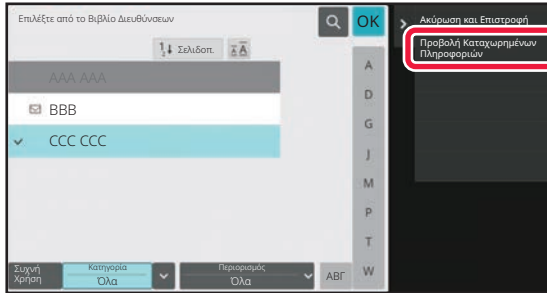 Επιλέξτε από το Βιβλίο Διευθύνσεων
OK
Ακύρωση και Επιστροφή
Προβολή Καταχωρημένων
Πληροφοριών
Σελιδοπ.
AAA AAA
BBB
CCC CCC
A
D
G
J
M
P
T
W
Συχνή
Χρήση
Κατηγορία
Όλα
Περιορισμός
Όλα
ΑΒΓ